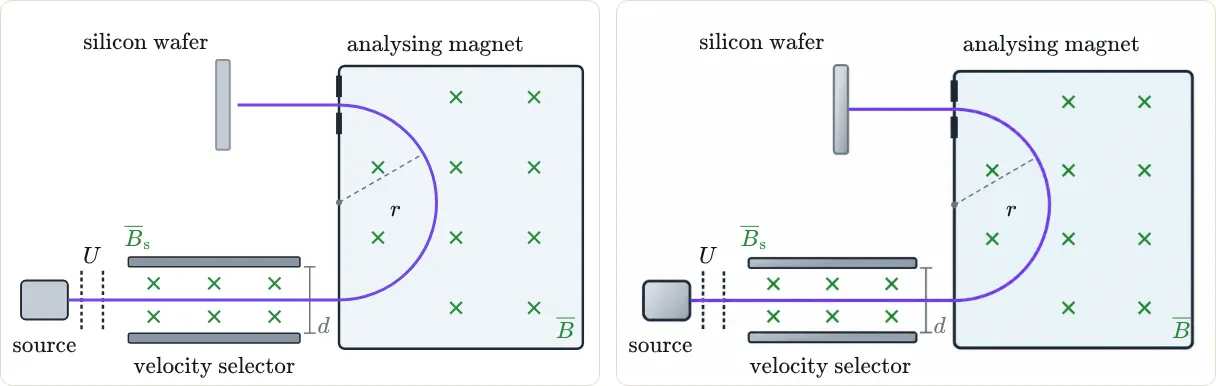 silicon wafer
analysing magnet
r
B̅ₛ
U
d
B̅
source
velocity selector
silicon wafer
analysing magnet
r
B̅ₛ
U
d
B̅
source
velocity selector